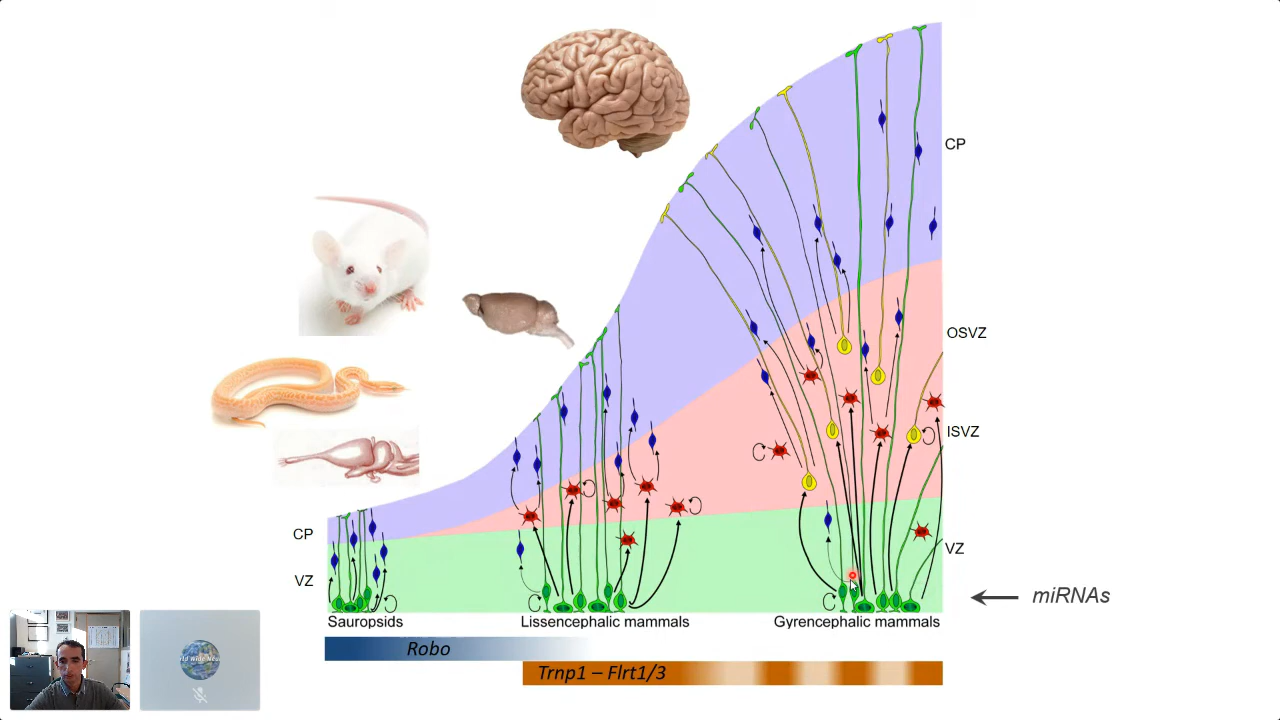 CP
OSVZ
ISVZ
CP
VZ
VZ
miRNAs
Sauropsids
Lissencephalic mammals
Gyrencephalic mammals
Robo
Trnp1 – Flrt1/3